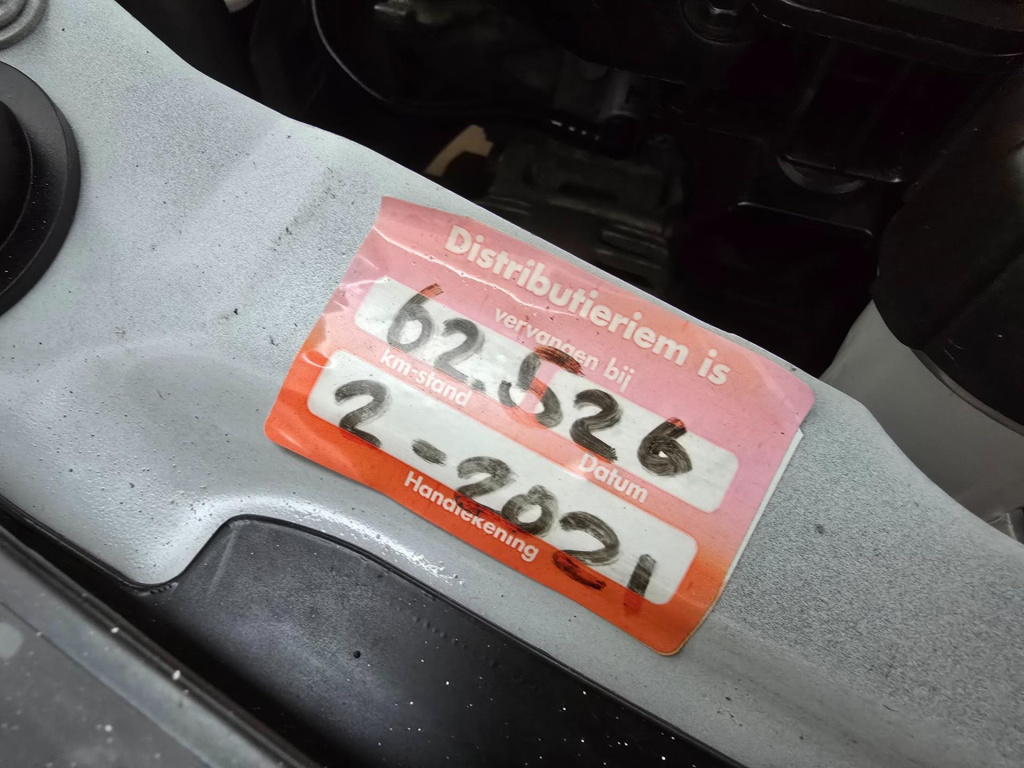 Distributieriem is
vervangen bij
62.526
km-stand
Datum
2-2021
Handtekening